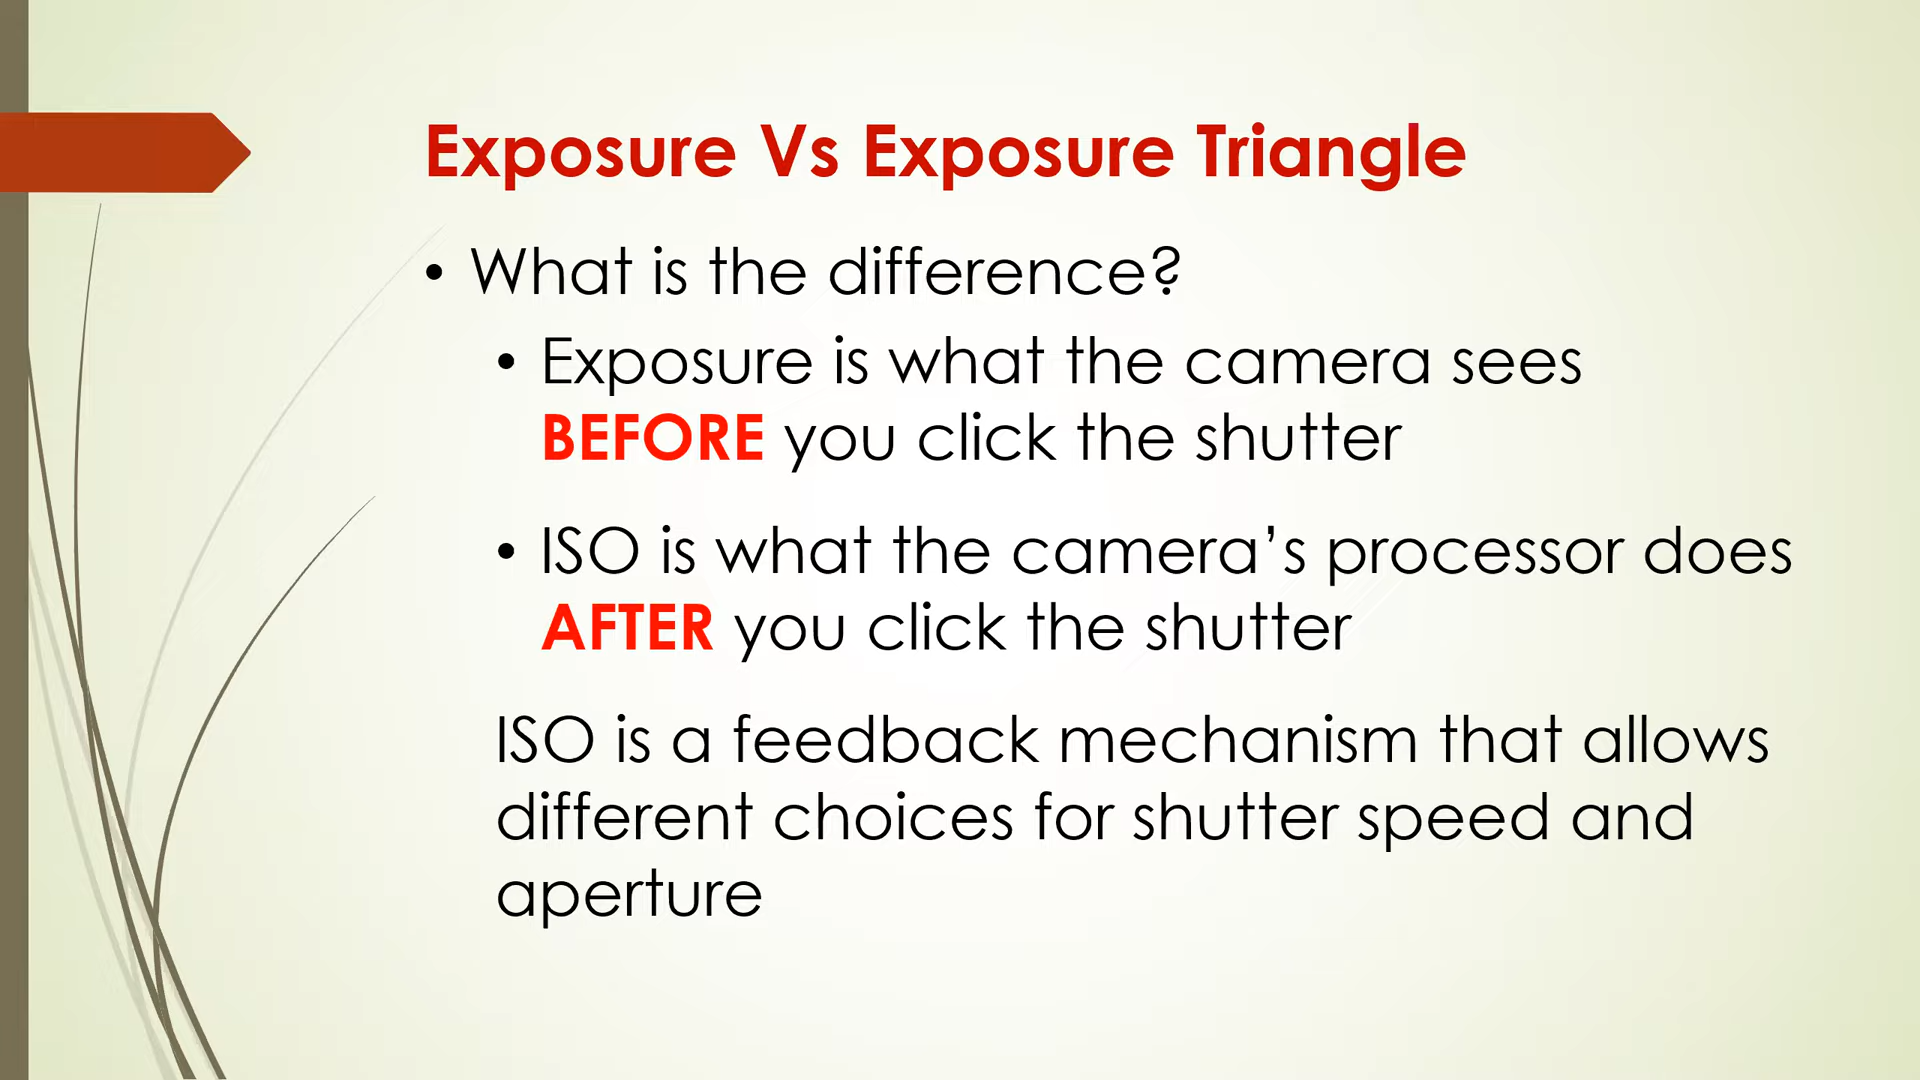 Exposure Vs Exposure Triangle
• What is the difference?
• Exposure is what the camera sees
BEFORE you click the shutter
• ISO is what the camera’s processor does
AFTER you click the shutter
ISO is a feedback mechanism that allows
different choices for shutter speed and
aperture